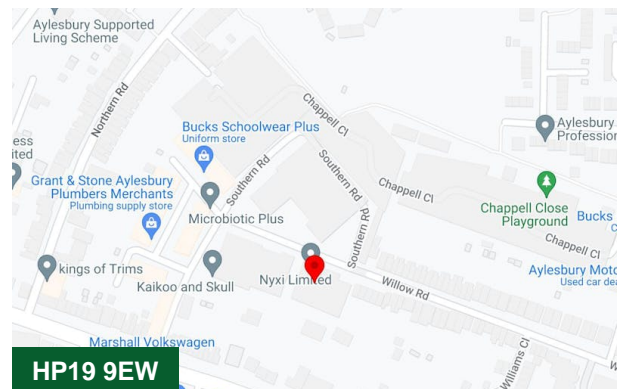 Aylesbury Supported
Living Scheme
Northern Rd
Chappell Cl
Aylesbury
Profession
Bucks Schoolwear Plus
Uniform store
ess
ited
Southern Rd
Southern Rd
Grant & Stone Aylesbury
Plumbers Merchants
Plumbing supply store
Chappell Cl
Microbiotic Plus
Chappell Close
Playground
Bucks
c
Southern Rd
Chappell Cl
kings of Trims
Kaikoo and Skull
Nyxi Limited
Willow Rd
Aylesbury Moto
Used car dea
Marshall Volkswagen
Williams Cl
W
HP19 9EW